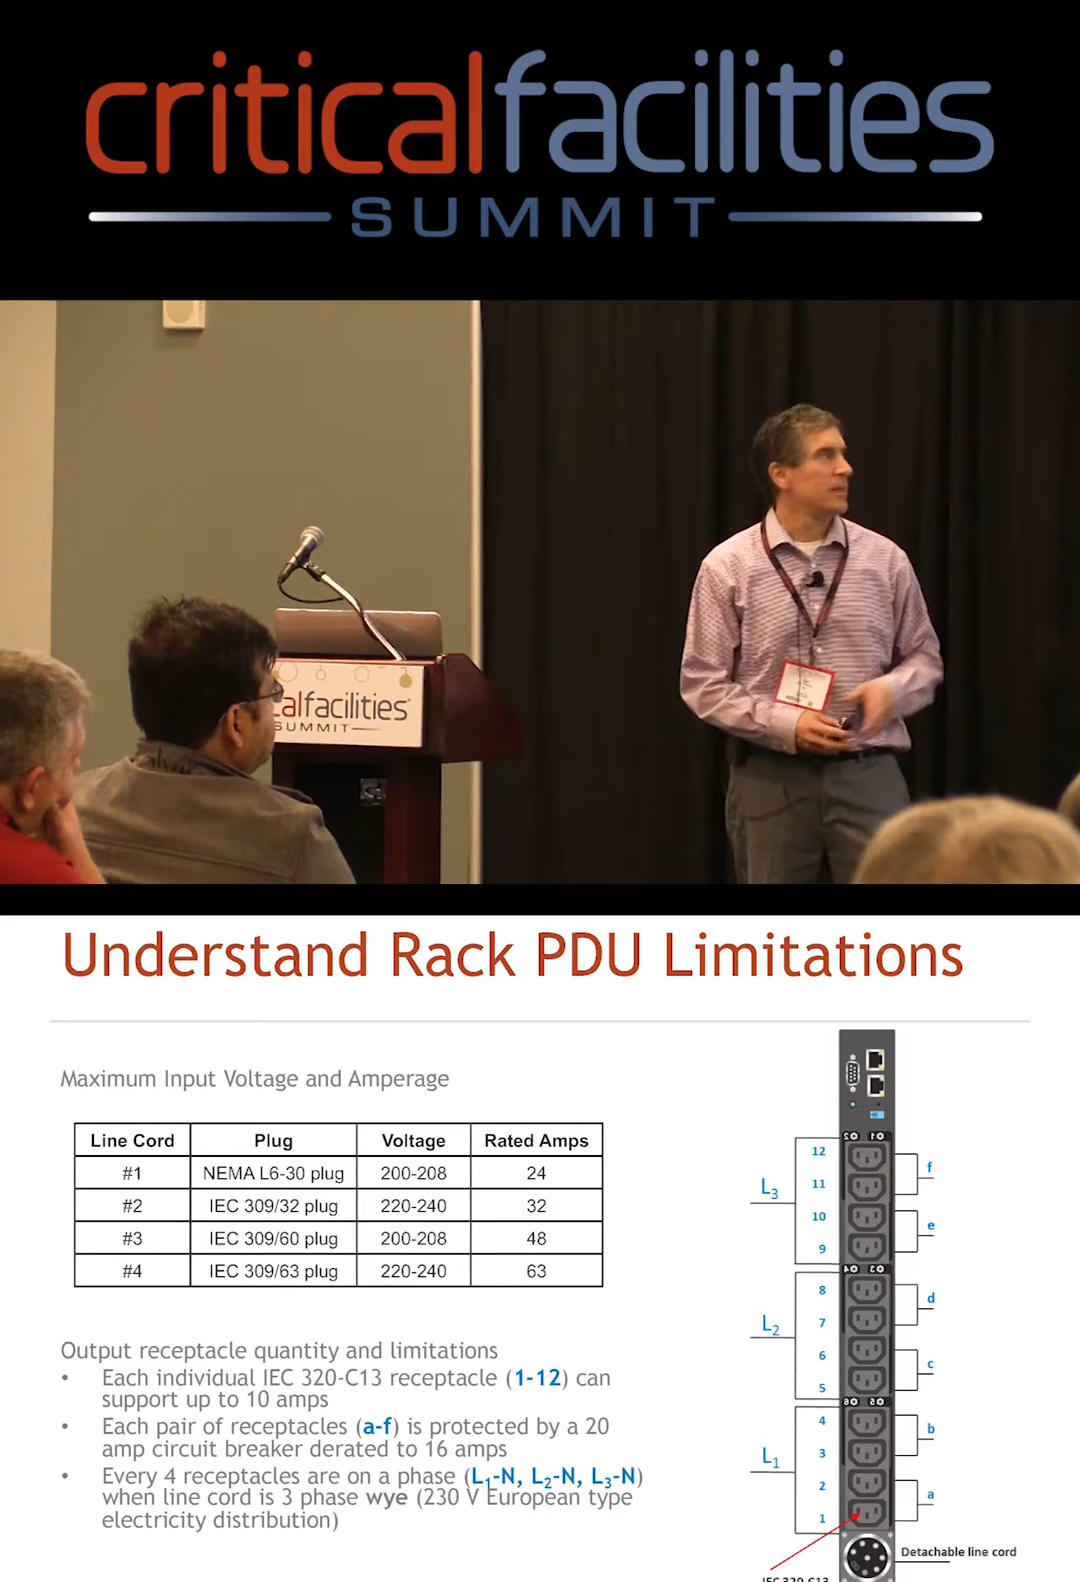 criticalfacilities
SUMMIT
alfacilities
SUMMIT
Understand Rack PDU Limitations
Maximum Input Voltage and Amperage
Line Cord Plug Voltage Rated Amps
#1 NEMA L6-30 plug 200-208 24
#2 IEC 309/32 plug 220-240 32
#3 IEC 309/60 plug 200-208 48
#4 IEC 309/63 plug 220-240 63
Output receptacle quantity and limitations
• Each individual IEC 320-C13 receptacle (1-12) can
support up to 10 amps
• Each pair of receptacles (a-f) is protected by a 20
amp circuit breaker derated to 16 amps
• Every 4 receptacles are on a phase (L1-N, L2-N, L3-N)
when line cord is 3 phase wye (230 V European type
electricity distribution)
L3
12
11
10
9
f
e
L2
8
7
6
5
d
c
L1
4
3
2
1
b
a
Detachable line cord
IEC 320-C13